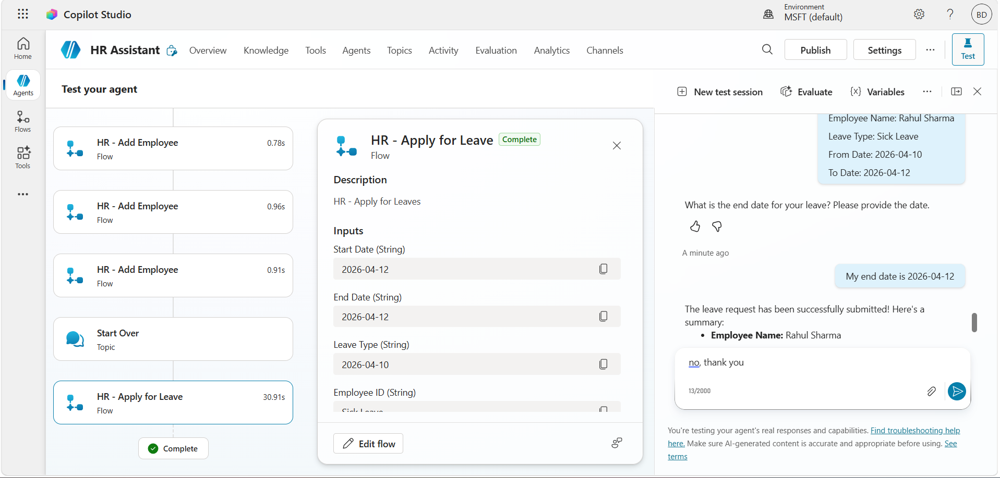 Copilot Studio
Environment
MSFT (default)
BD
Home
Agents
Flows
Tools
HR Assistant
Overview
Knowledge
Tools
Agents
Topics
Activity
Evaluation
Analytics
Channels
Publish
Settings
Test
Test your agent
New test session
Evaluate
Variables
HR - Add Employee
0.78s
Flow
HR - Add Employee
0.96s
Flow
HR - Add Employee
0.91s
Flow
Start Over
Topic
HR - Apply for Leave
30.91s
Flow
Complete
HR - Apply for Leave
Complete
Flow
Description
HR - Apply for Leaves
Inputs
Start Date (String)
2026-04-12
End Date (String)
2026-04-12
Leave Type (String)
2026-04-10
Employee ID (String)
Sick Leave
Edit flow
Employee Name: Rahul Sharma
Leave Type: Sick Leave
From Date: 2026-04-10
To Date: 2026-04-12
What is the end date for your leave? Please provide the date.
A minute ago
My end date is 2026-04-12
The leave request has been successfully submitted! Here's a
summary:
• Employee Name: Rahul Sharma
no, thank you
13/2000
You're testing your agent's real responses and capabilities. Find troubleshooting help
here. Make sure AI-generated content is accurate and appropriate before using. See
terms